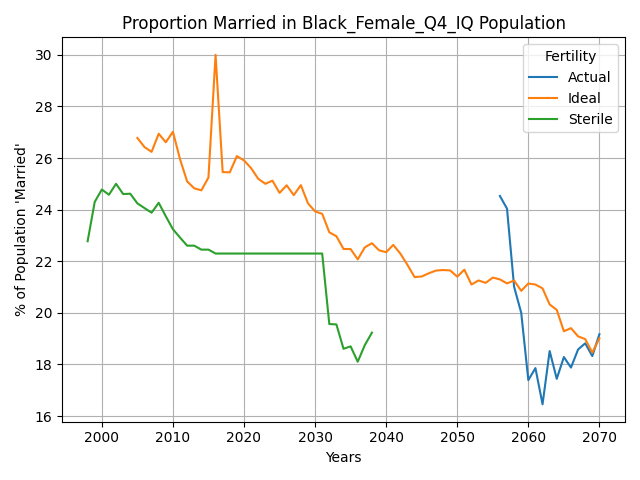 Proportion Married in Black_Female_Q4_IQ Population
% of Population "Married'
30
28
26
24
22
20
18
16
Fertility
Actual
Ideal
Sterile
2000 2010 2020 2030 2040 2050 2060 2070
Years